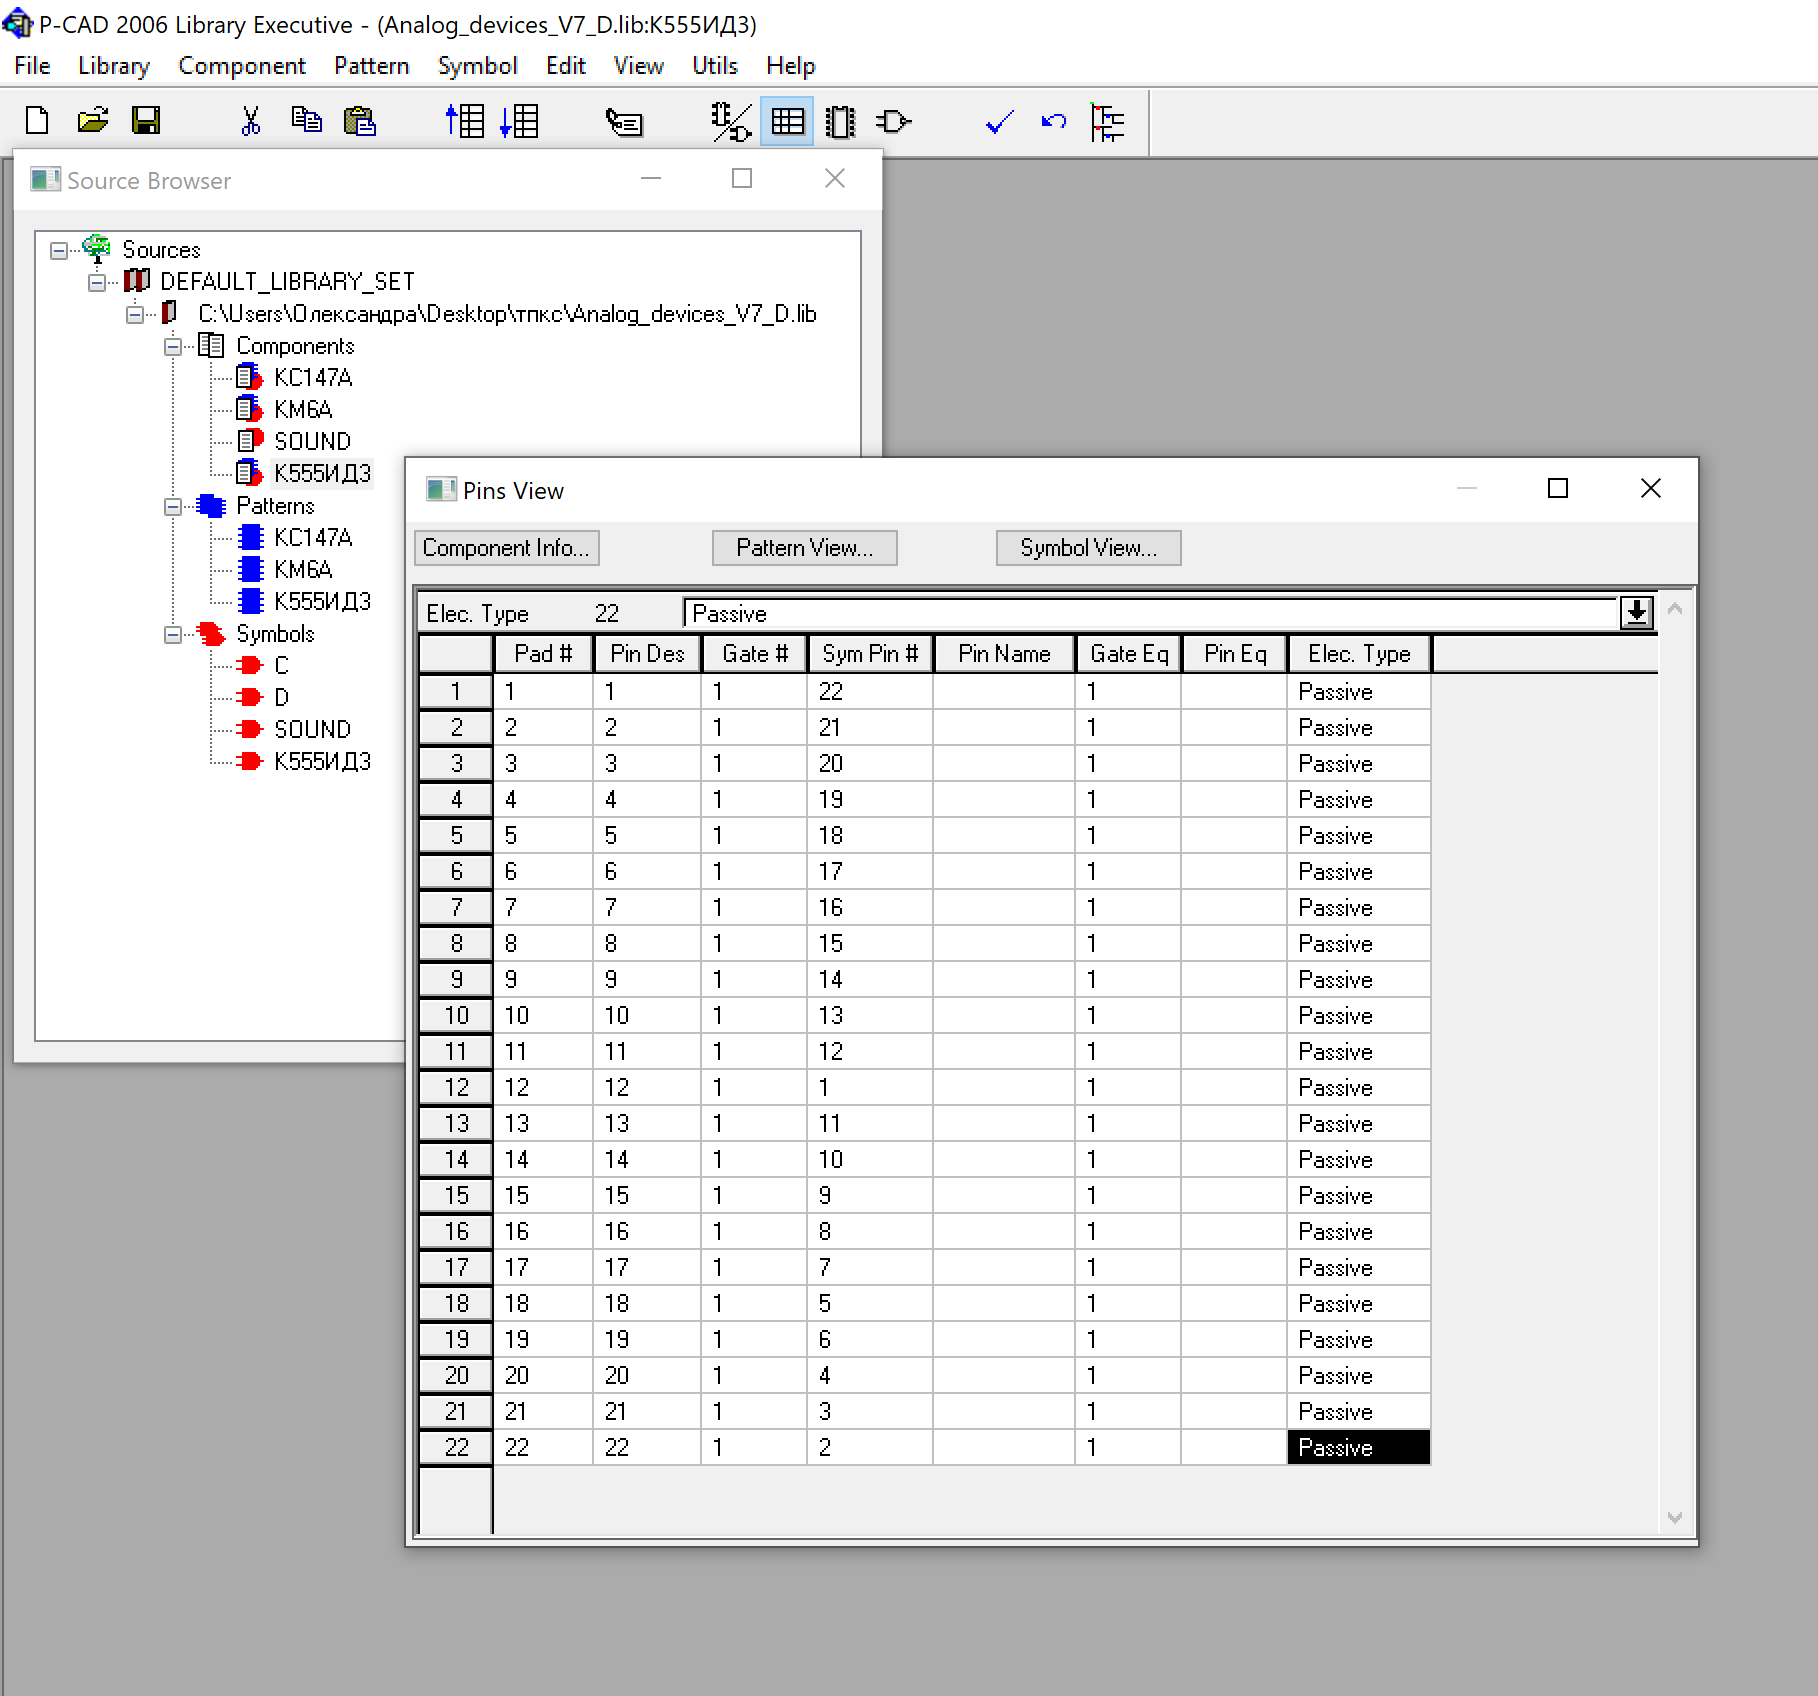 P-CAD 2006 Library Executive - (Analog_devices_V7_D.lib:К555ИД3)
File Library Component Pattern Symbol Edit View Utils Help
Source Browser
Sources
DEFAULT_LIBRARY_SET
C:\Users\Олександра\Desktop\тпкс\Analog_devices_V7_D.lib
Components
KC147A
KM6A
SOUND
К555ИД3
Patterns
KC147A
KM6A
К555ИД3
Symbols
C
D
SOUND
К555ИД3
Pins View
Component Info... Pattern View... Symbol View...
Elec. Type 22 Passive
Pad # Pin Des Gate # Sym Pin # Pin Name Gate Eq Pin Eq Elec. Type
1 1 1 1 22 1 Passive
2 2 2 1 21 1 Passive
3 3 3 1 20 1 Passive
4 4 4 1 19 1 Passive
5 5 5 1 18 1 Passive
6 6 6 1 17 1 Passive
7 7 7 1 16 1 Passive
8 8 8 1 15 1 Passive
9 9 9 1 14 1 Passive
10 10 10 1 13 1 Passive
11 11 11 1 12 1 Passive
12 12 12 1 1 1 Passive
13 13 13 1 11 1 Passive
14 14 14 1 10 1 Passive
15 15 15 1 9 1 Passive
16 16 16 1 8 1 Passive
17 17 17 1 7 1 Passive
18 18 18 1 5 1 Passive
19 19 19 1 6 1 Passive
20 20 20 1 4 1 Passive
21 21 21 1 3 1 Passive
22 22 22 1 2 1 Passive